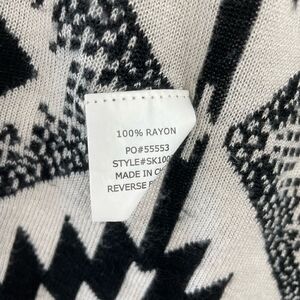 100% RAYON
PO#55553
STYLE#SK100
MADE IN C
REVERSE